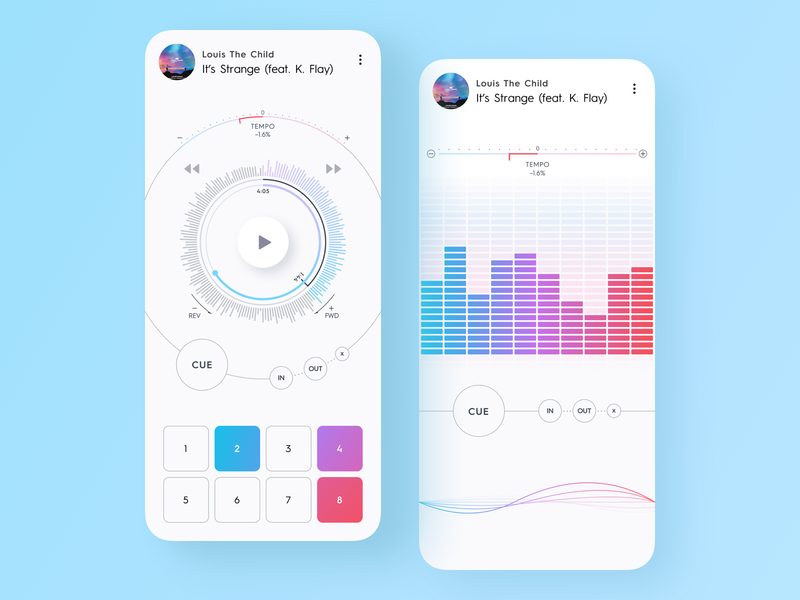 Louis The Child
It's Strange (feat. K. Flay)
0
TEMPO
–1.6%
− +
4:05
1:44
− +
REV FWD
CUE
IN
OUT
X
1 2 3 4
5 6 7 8
Louis The Child
It's Strange (feat. K. Flay)
0
− +
TEMPO
–1.6%
CUE IN OUT X